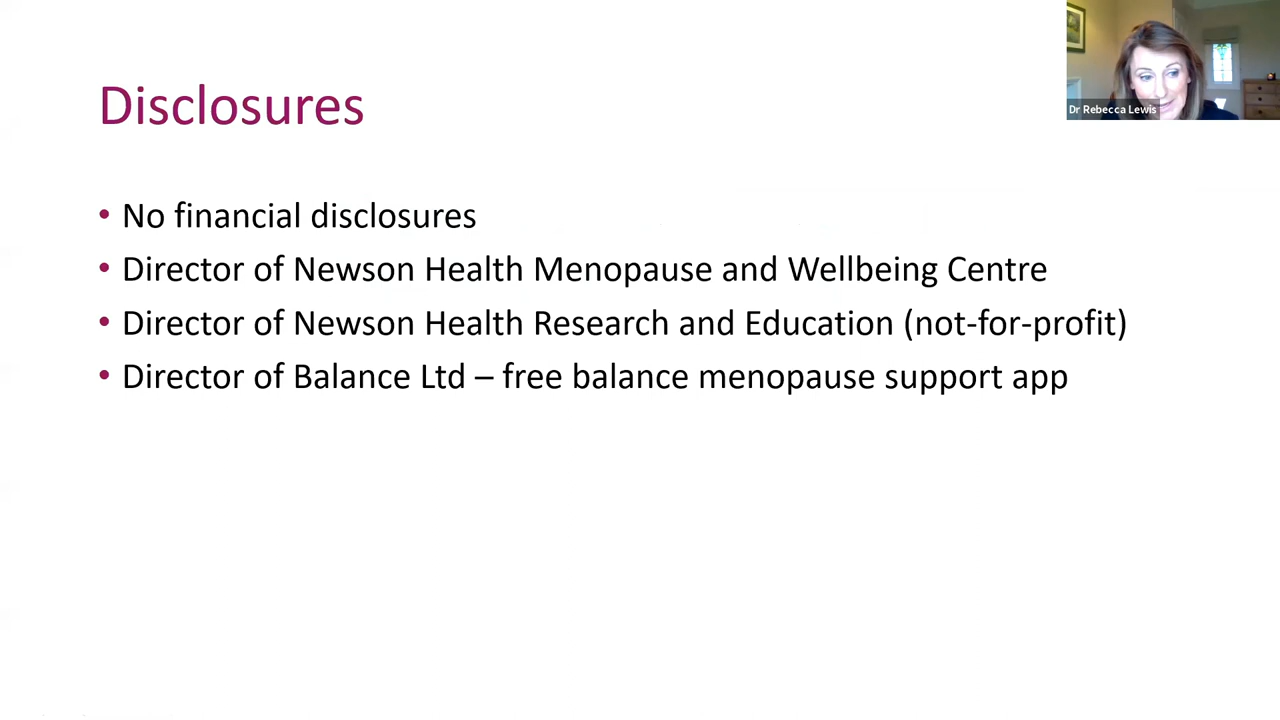 Disclosures
Dr Rebecca Lewis
• No financial disclosures
• Director of Newson Health Menopause and Wellbeing Centre
• Director of Newson Health Research and Education (not-for-profit)
• Director of Balance Ltd – free balance menopause support app